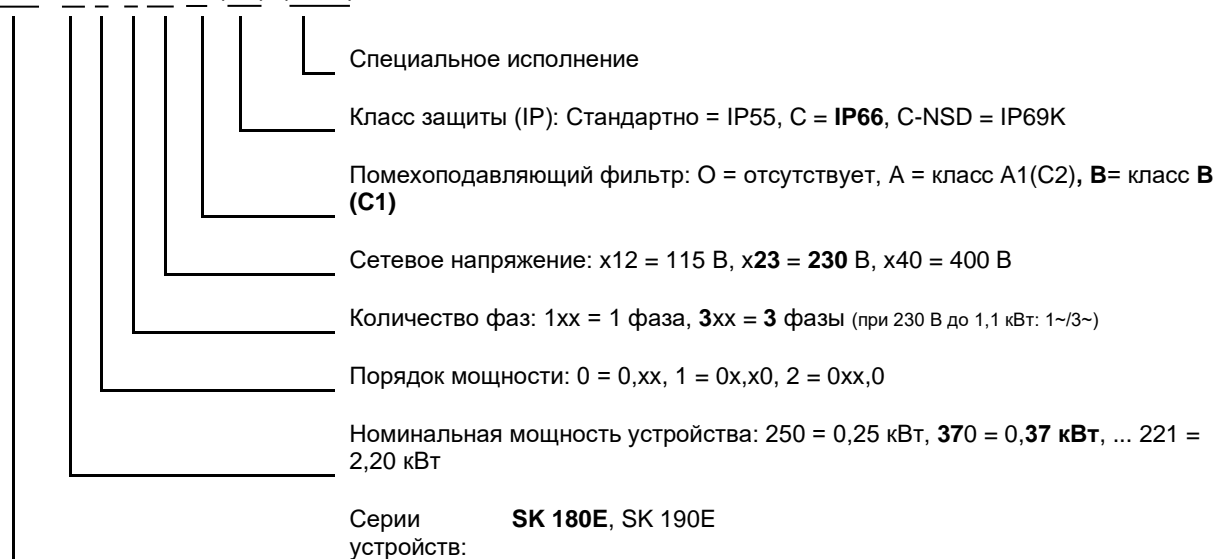 Специальное исполнение
Класс защиты (IP): Стандартно = IP55, C = IP66, C-NSD = IP69K
Помехоподавляющий фильтр: O = отсутствует, A = класс A1(C2), B= класс B
(C1)
Сетевое напряжение: x12 = 115 В, x23 = 230 В, x40 = 400 В
Количество фаз: 1xx = 1 фаза, 3xx = 3 фазы (при 230 В до 1,1 кВт: 1~/3~)
Порядок мощности: 0 = 0,xx, 1 = 0x,x0, 2 = 0xx,0
Номинальная мощность устройства: 250 = 0,25 кВт, 370 = 0,37 кВт, ... 221 =
2,20 кВт
Серии SK 180E, SK 190E
устройств: